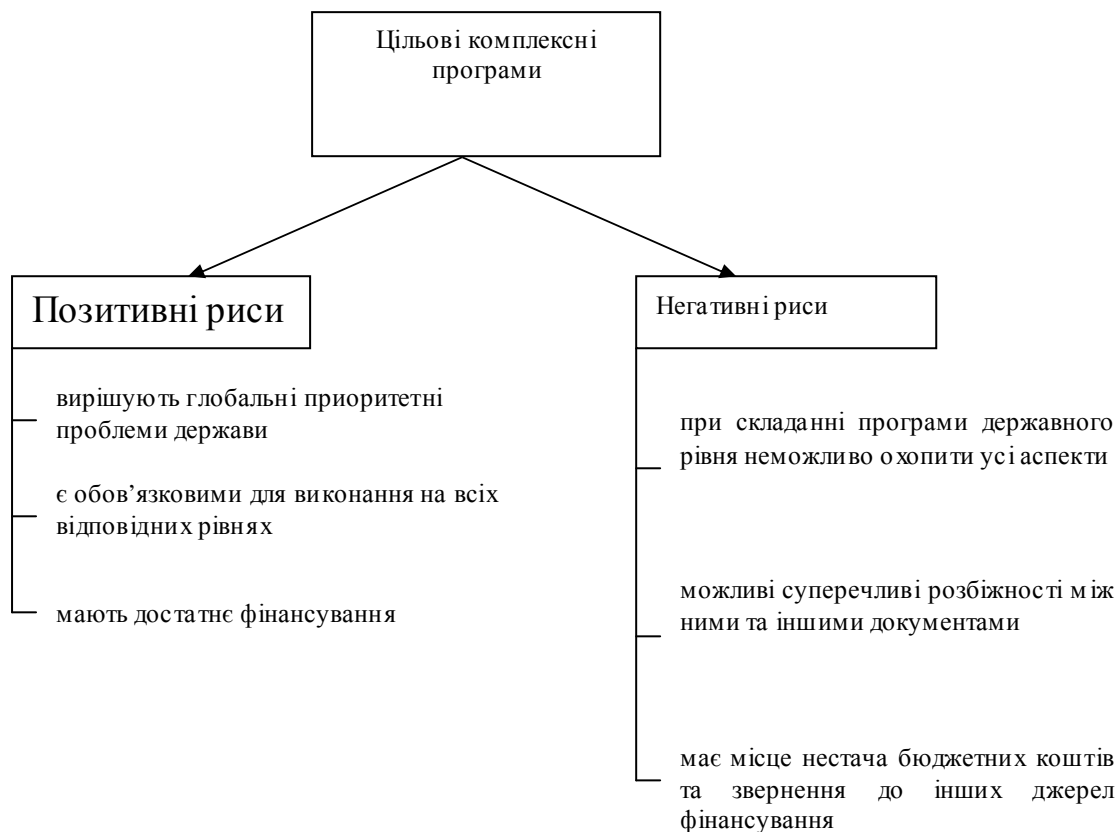 Цільові комплексні
програми
Позитивні риси
вирішують глобальні приоритетні
проблеми держави
є обов’язковими для виконання на всіх
відповідних рівнях
мають достатнє фінансування
Негативні риси
при складанні програми державного
рівня неможливо охопити усі аспекти
можливі суперечливі розбіжності між
ними та іншими документами
має місце нестача бюджетних коштів
та звернення до інших джерел
фінансування